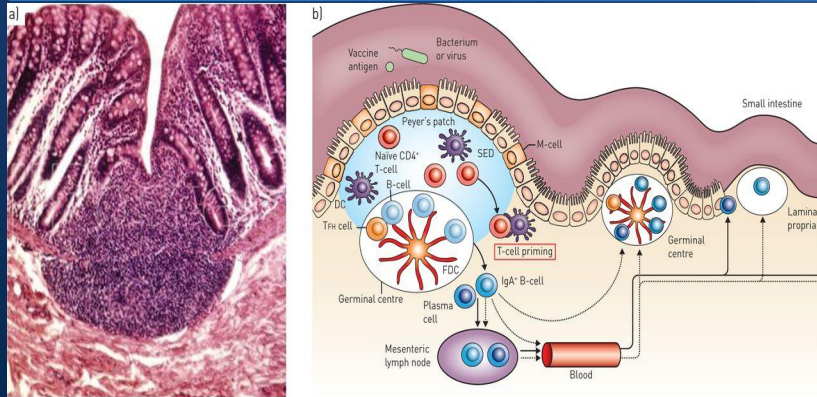 a)
b)
Vaccine
antigen
Bacterium
or virus
Small intestine
Peyer's patch
M-cell
SED
Naïve CD4+
T-cell
B-cell
DC
TFH cell
FDC
Germinal centre
T-cell priming
IgA+ B-cell
Plasma
cell
Germinal
centre
Lamina
propria
Mesenteric
lymph node
Blood